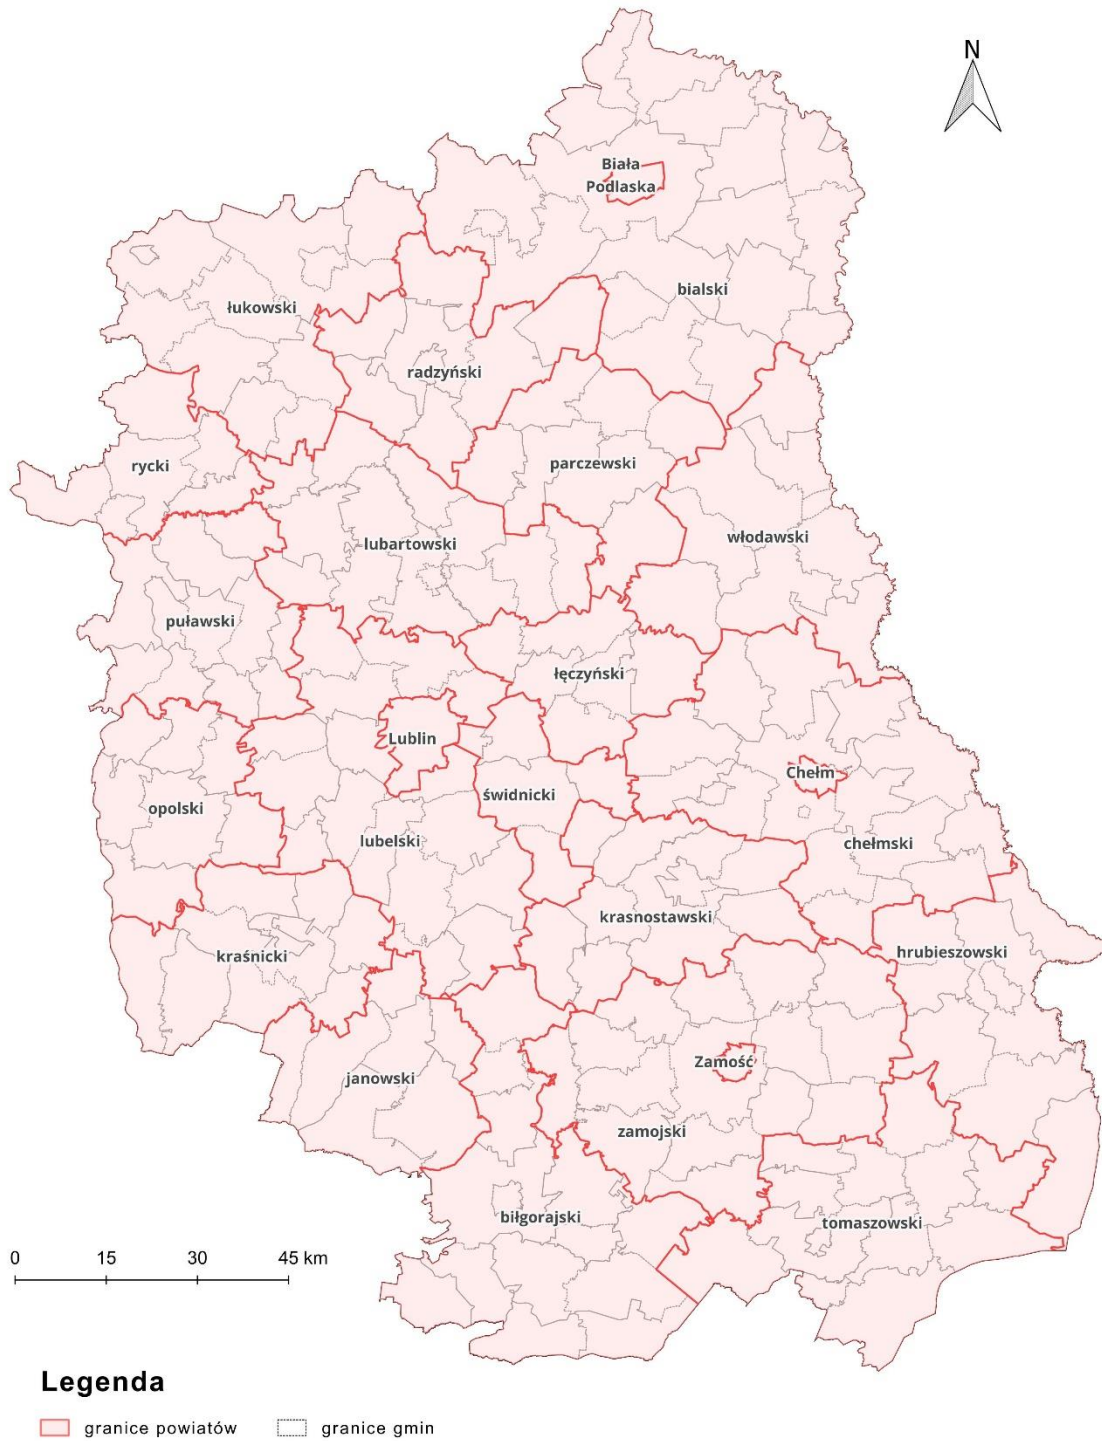 N
Biała
Podlaska
bialski
łukowski
radzyński
rycki
parczewski
włodawski
lubartowski
puławski
łęczyński
Lublin
Chełm
świdnicki
opolski
lubelski
chełmski
krasnostawski
hrubieszowski
kraśnicki
Zamość
janowski
zamojski
biłgorajski
tomaszowski
0 15 30 45 km
Legenda
granice powiatów granice gmin